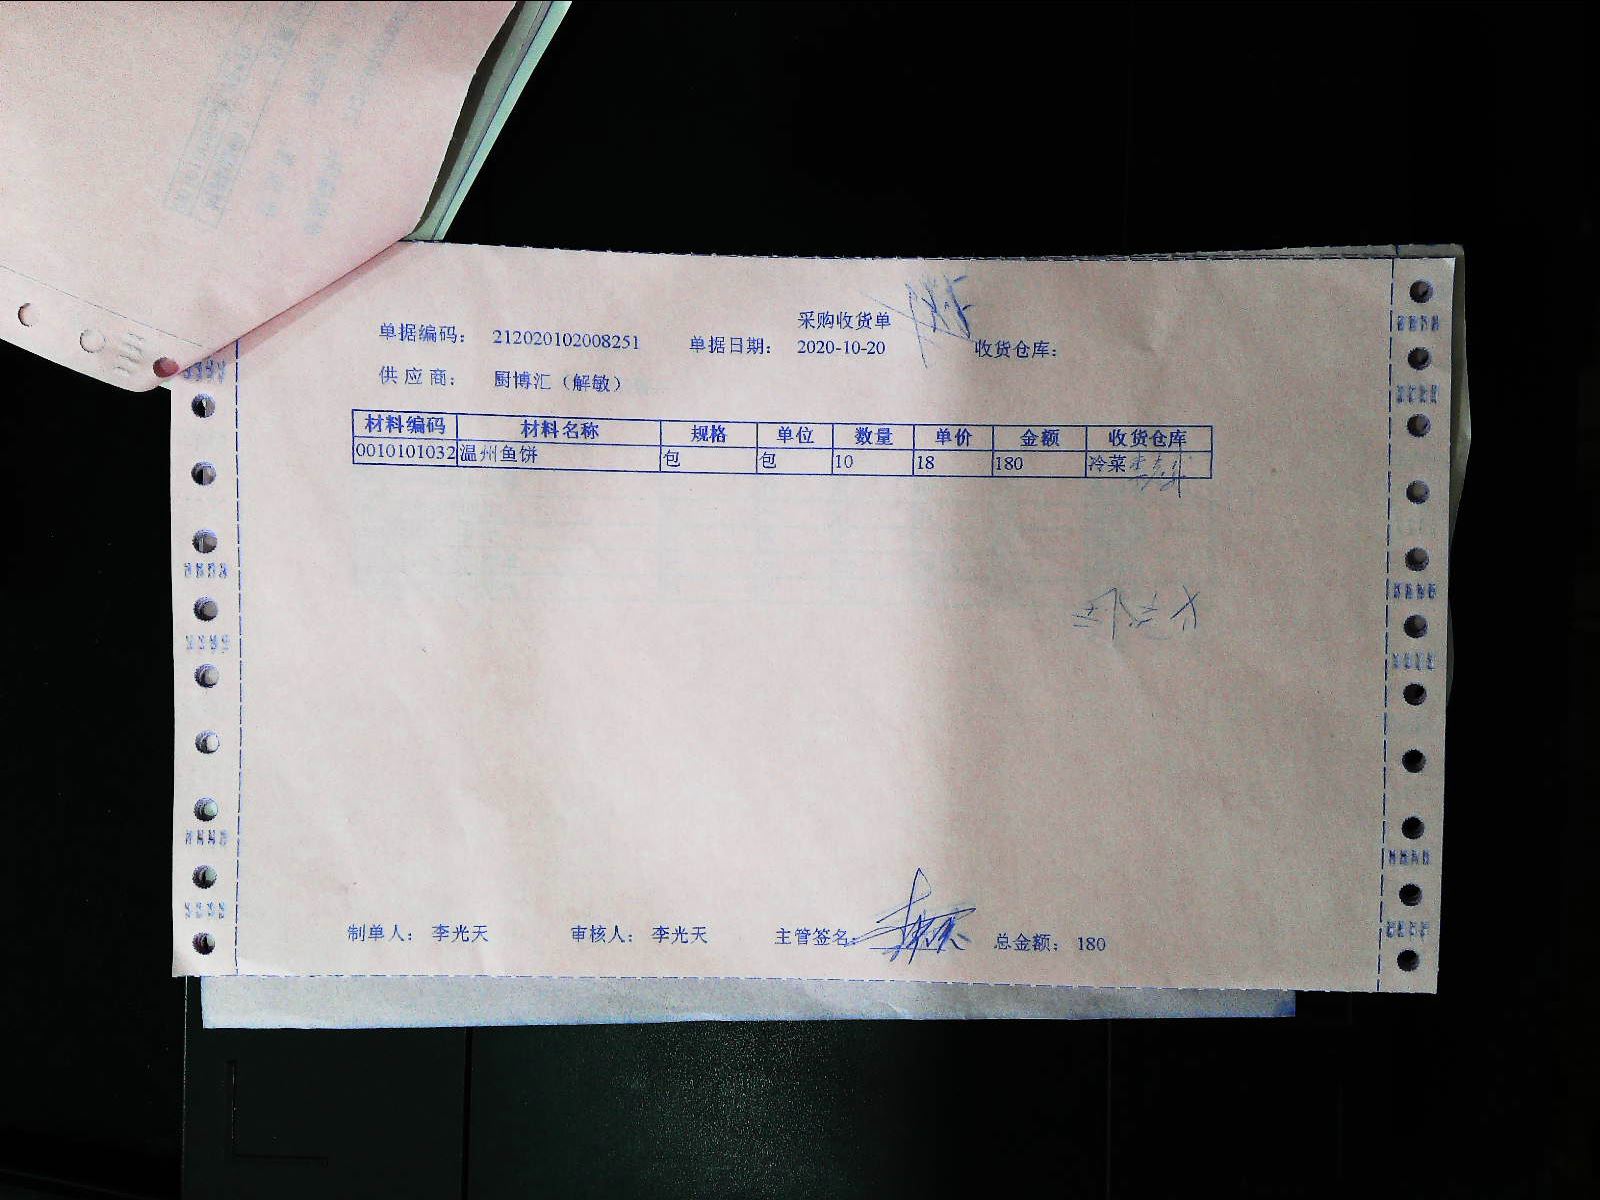 采购收货单
单据编码： 212020102008251 单据日期： 2020-10-20 收货仓库：
供应商： 厨博汇（解敏）
材料编码 材料名称 规格 单位 数量 单价 金额 收货仓库
0010101032 温州鱼饼 包 包 10 18 180 冷菜
制单人： 李光天 审核人： 李光天 主管签名： 总金额： 180